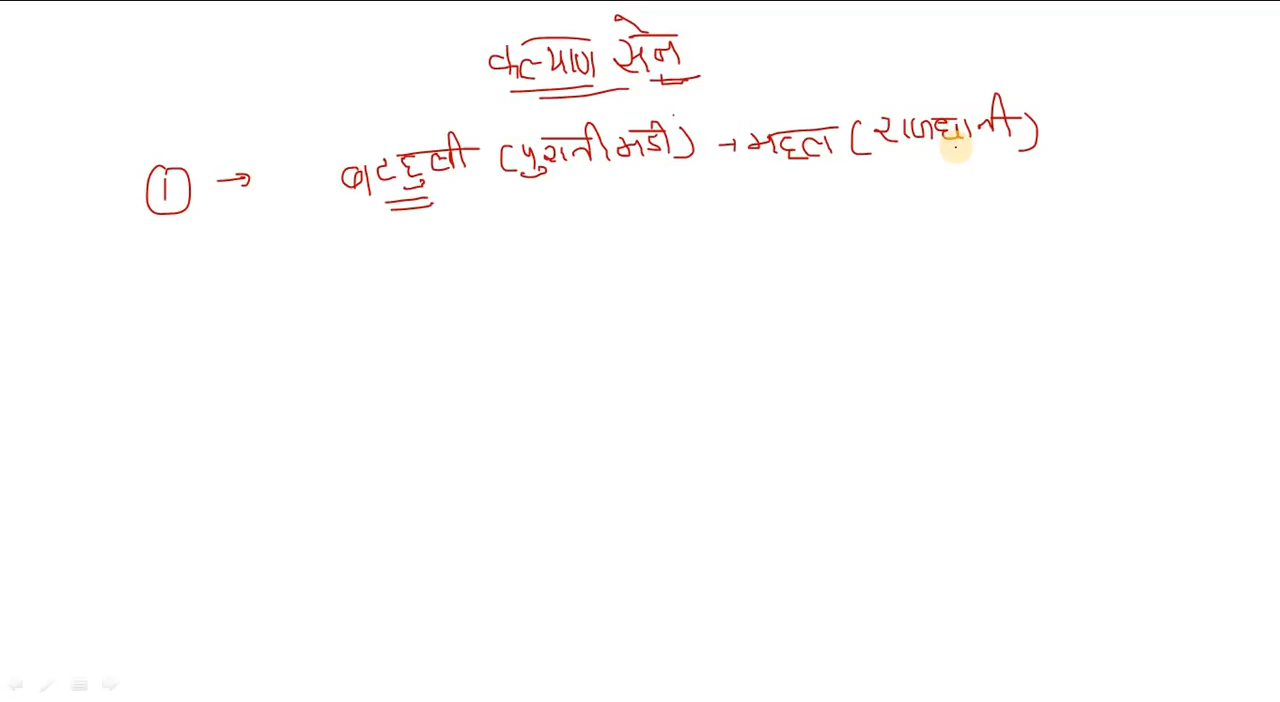 कल्याण सेन
① → बटहुली (पुरानी मंडी) → महल (राजधानी)